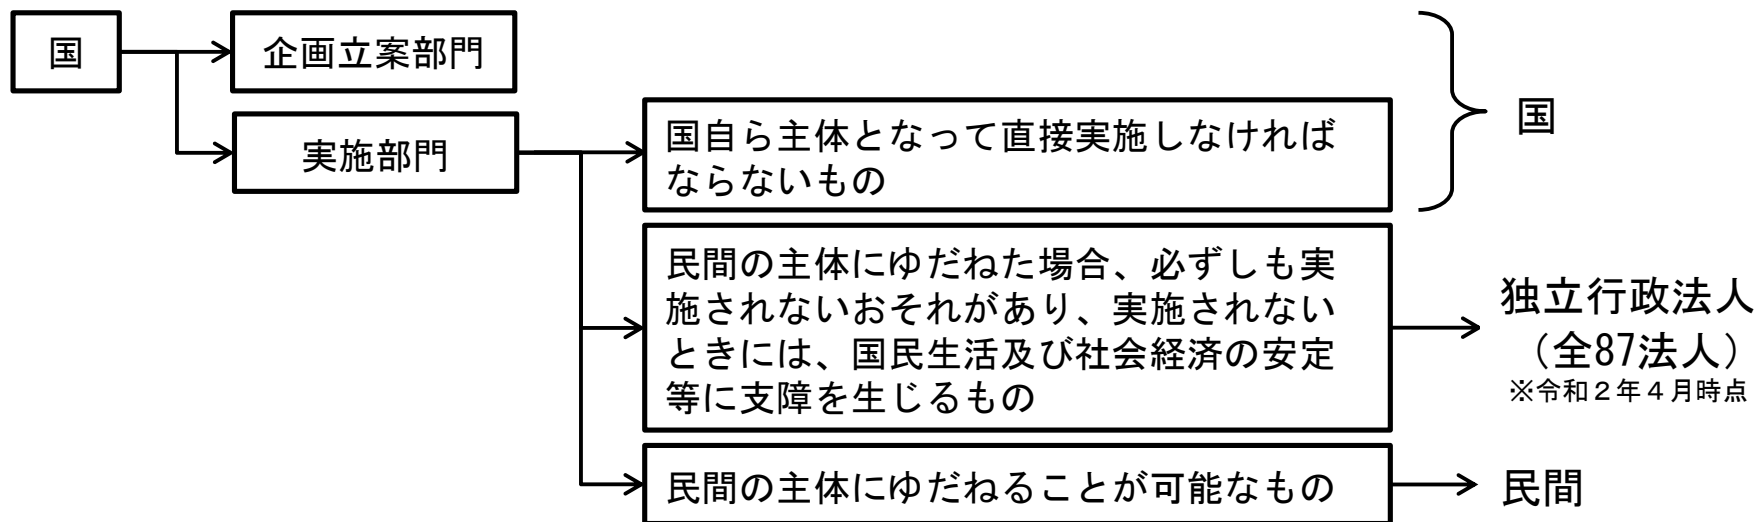 国
企画立案部門
実施部門
国自ら主体となって直接実施しなければ
ならないもの
国
民間の主体にゆだねた場合、必ずしも実
施されないおそれがあり、実施されない
ときには、国民生活及び社会経済の安定
等に支障を生じるもの
独立行政法人
（全87法人）
※令和２年４月時点
民間の主体にゆだねることが可能なもの
民間